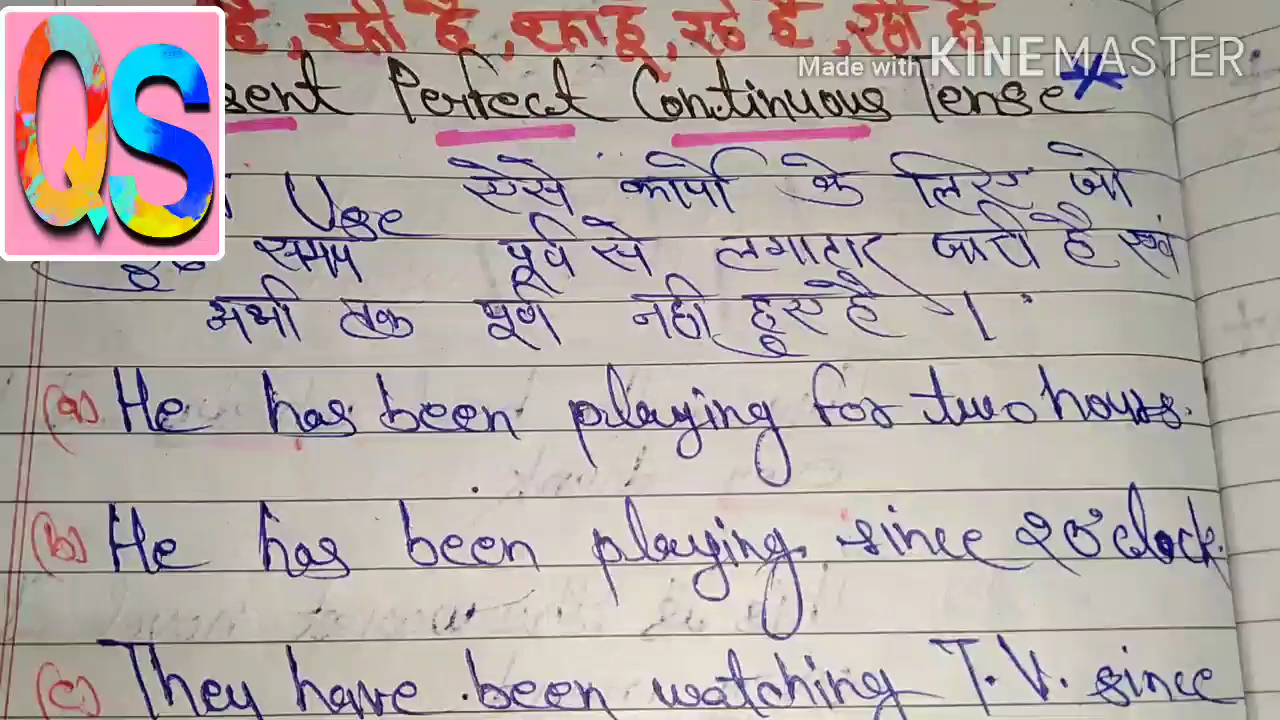 है, रही है, रहा हूँ, रहे हैं, रही हैं
Made with KINEMASTER
QS
sent Perfect Continuous Tense*
Use ऐसे कार्यो के लिए जो
कुछ समय पूर्व से लगातार जारी है एवं
अभी तक पूर्ण नही हुए है ।
(a) He has been playing for two hours.
(b) He has been playing since 2 o'clock.
(c) They have been watching T.V. since